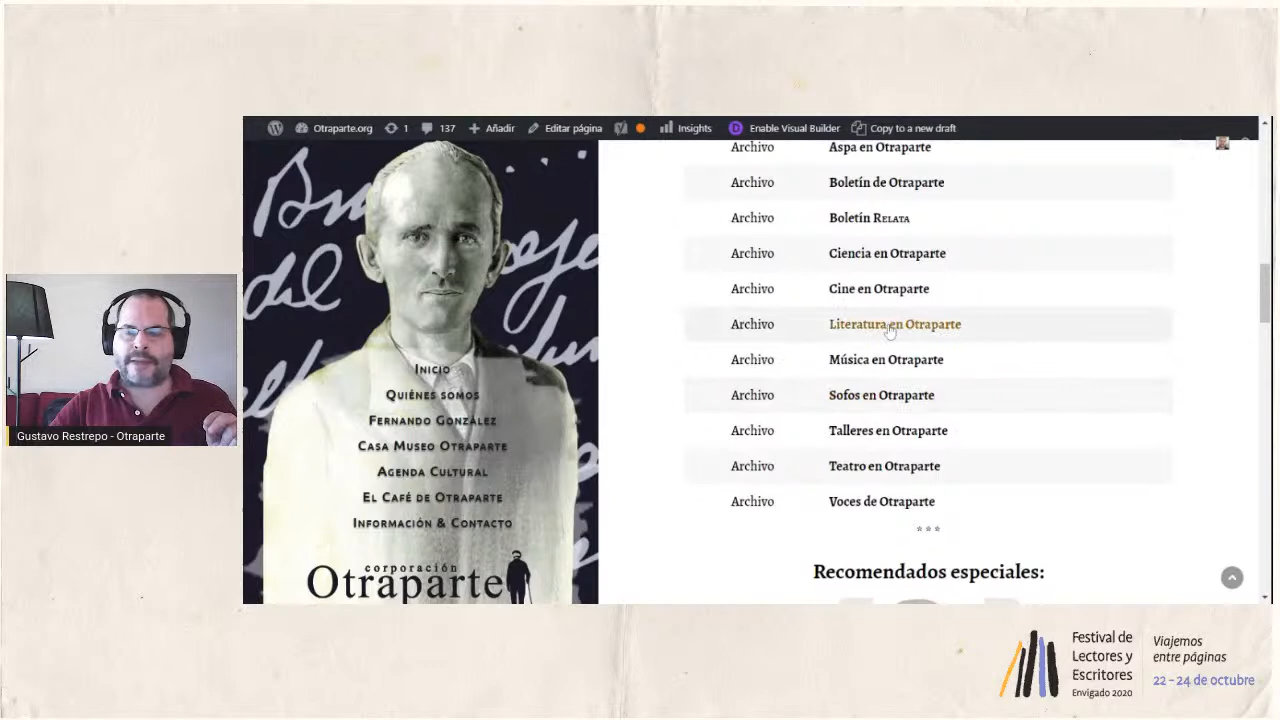 Otraparte.org 1 137 Añadir Editar página Insights Enable Visual Builder Copy to a new draft
Archivo Aspa en Otraparte
Archivo Boletín de Otraparte
Archivo Boletín Relata
Archivo Ciencia en Otraparte
Archivo Cine en Otraparte
Archivo Literatura en Otraparte
Archivo Música en Otraparte
Archivo Sofos en Otraparte
Archivo Talleres en Otraparte
Archivo Teatro en Otraparte
Archivo Voces de Otraparte
* * *
Recomendados especiales:
Inicio
Quiénes somos
Fernando González
Casa Museo Otraparte
Agenda Cultural
El Café de Otraparte
Información & Contacto
corporación
Otraparte
Gustavo Restrepo - Otraparte
Festival de
Lectores y
Escritores
Envigado 2020
Viajemos
entre páginas
22 - 24 de octubre